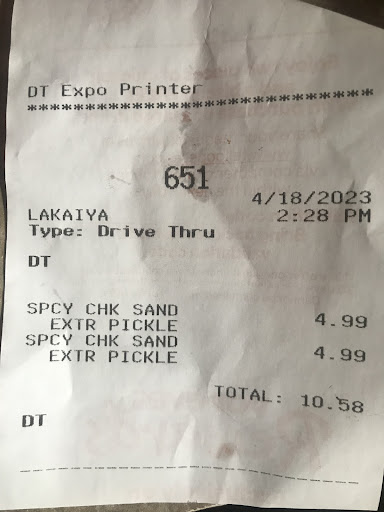 DT Expo Printer
******************************
651
4/18/2023
LAKAIYA 2:28 PM
Type: Drive Thru
DT
SPCY CHK SAND 4.99
EXTR PICKLE
SPCY CHK SAND 4.99
EXTR PICKLE
TOTAL: 10.58
DT